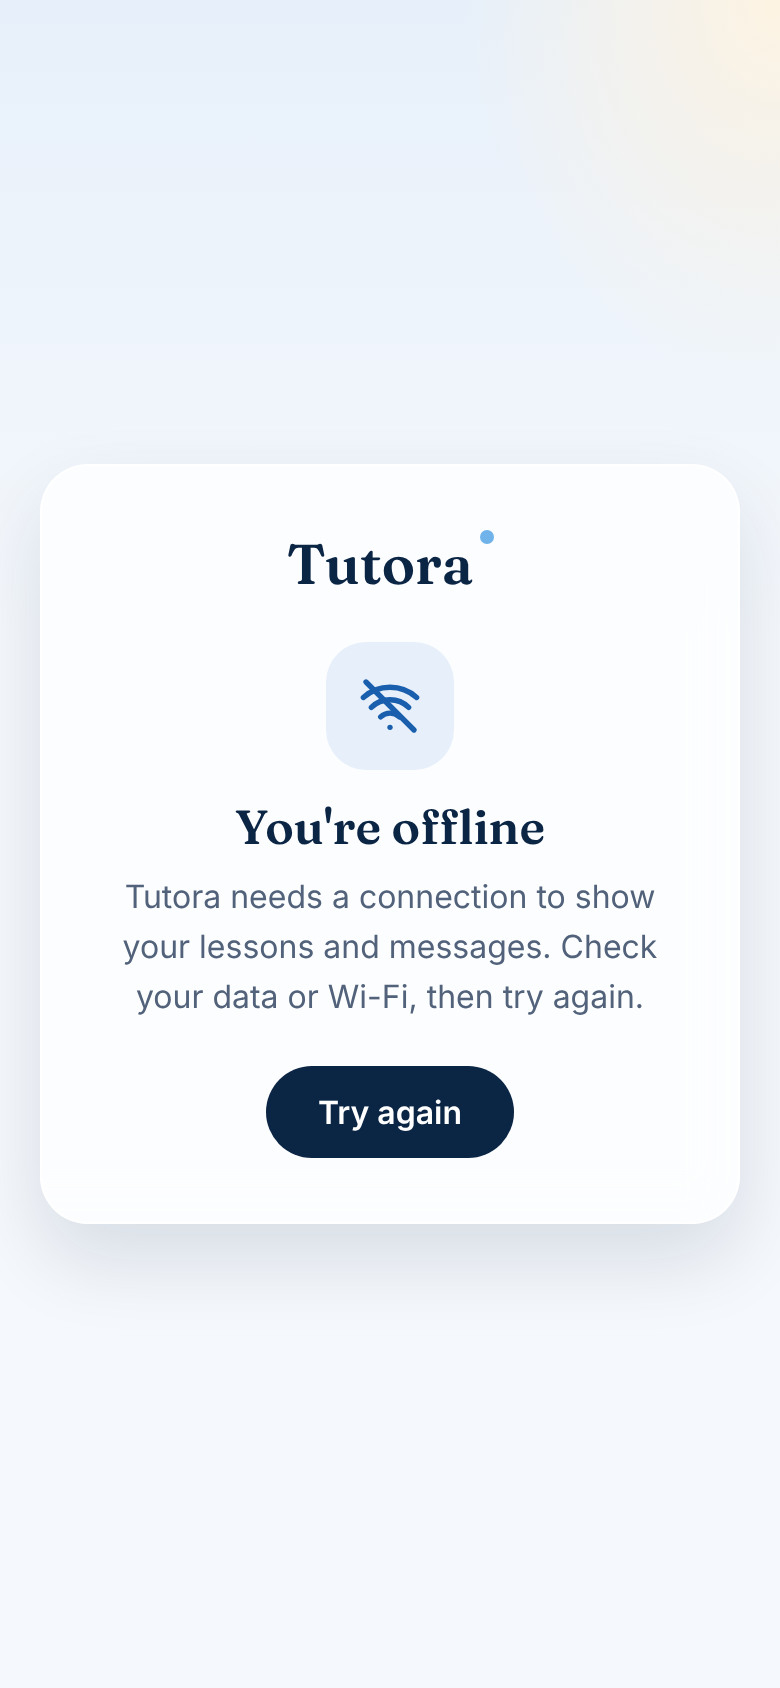 Tutora
You're offline
Tutora needs a connection to show
your lessons and messages. Check
your data or Wi-Fi, then try again.
Try again